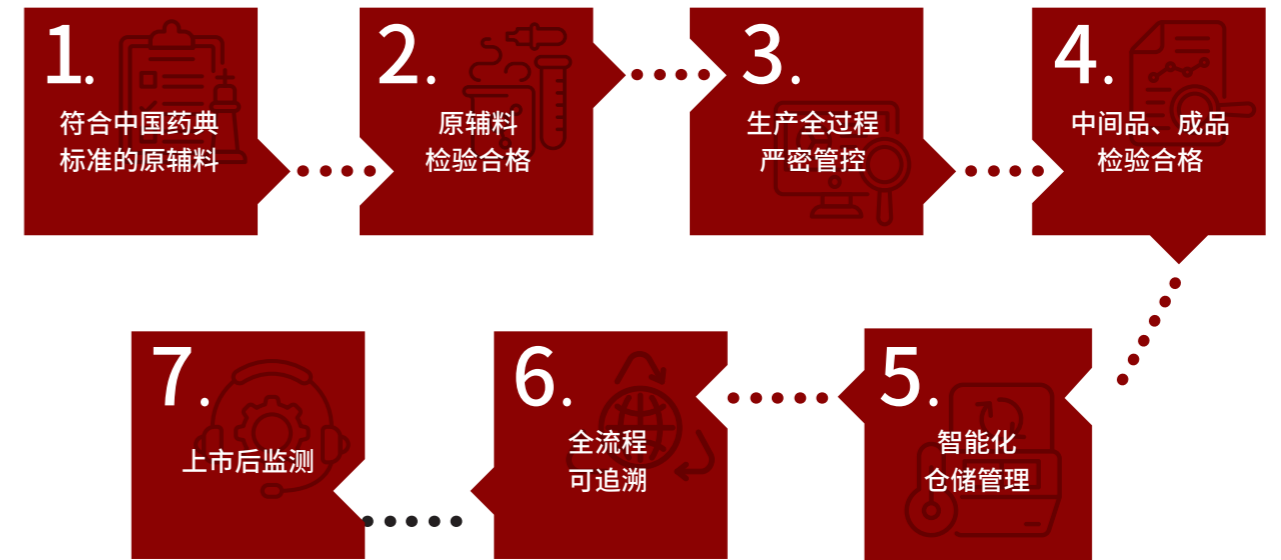 1.
符合中国药典
标准的原辅料
2.
原辅料
检验合格
3.
生产全过程
严密管控
4.
中间品、成品
检验合格
5.
智能化
仓储管理
6.
全流程
可追溯
7.
上市后监测